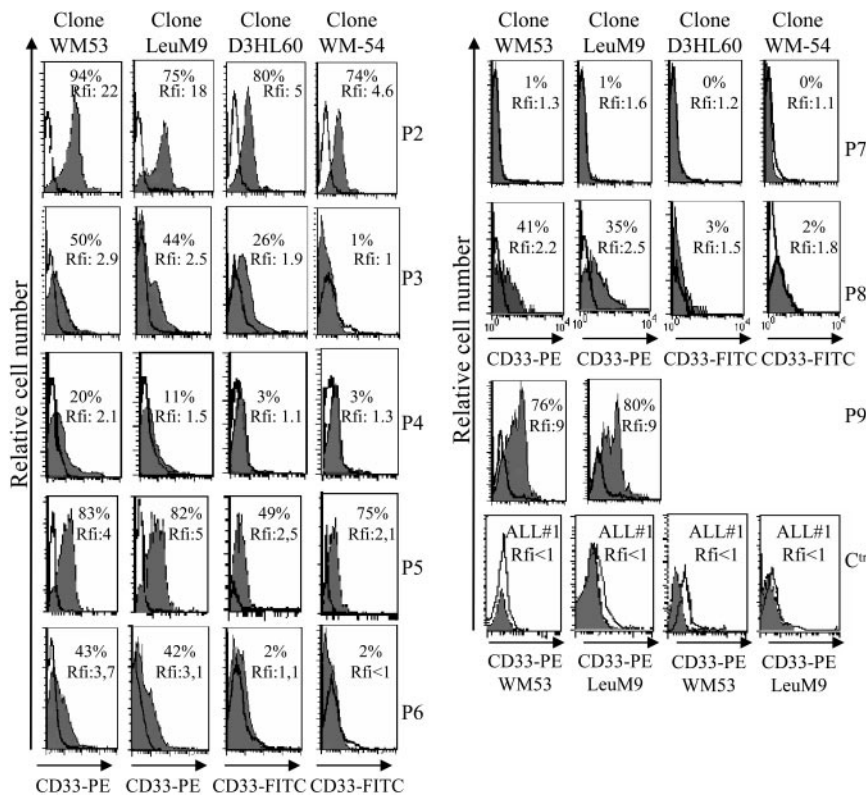 Clone WM53
Clone LeuM9
Clone D3HL60
Clone WM-54
Relative cell number
94%
Rfi: 22
75%
Rfi: 18
80%
Rfi: 5
74%
Rfi: 4.6
P2
50%
Rfi: 2.9
44%
Rfi: 2.5
26%
Rfi: 1.9
1%
Rfi: 1
P3
20%
Rfi: 2.1
11%
Rfi: 1.5
3%
Rfi: 1.1
3%
Rfi: 1.3
P4
83%
Rfi:4
82%
Rfi:5
49%
Rfi:2,5
75%
Rfi:2,1
P5
43%
Rfi:3,7
42%
Rfi:3,1
2%
Rfi:1,1
2%
Rfi<1
P6
CD33-PE
CD33-PE
CD33-FITC
CD33-FITC
Clone WM53
Clone LeuM9
Clone D3HL60
Clone WM-54
Relative cell number
1%
Rfi:1.3
1%
Rfi:1.6
0%
Rfi:1.2
0%
Rfi:1.1
P7
41%
Rfi:2.2
35%
Rfi:2.5
3%
Rfi:1.5
2%
Rfi:1.8
P8
10⁰ 10⁴
10⁰ 10⁴
10⁰ 10⁴
10⁰ 10⁴
CD33-PE
CD33-PE
CD33-FITC
CD33-FITC
76%
Rfi:9
80%
Rfi:9
P9
ALL#1
Rfi<1
ALL#1
Rfi<1
ALL#1
Rfi<1
ALL#1
Rfi<1
Cᵗʳ
CD33-PE
WM53
CD33-PE
LeuM9
CD33-PE
WM53
CD33-PE
LeuM9